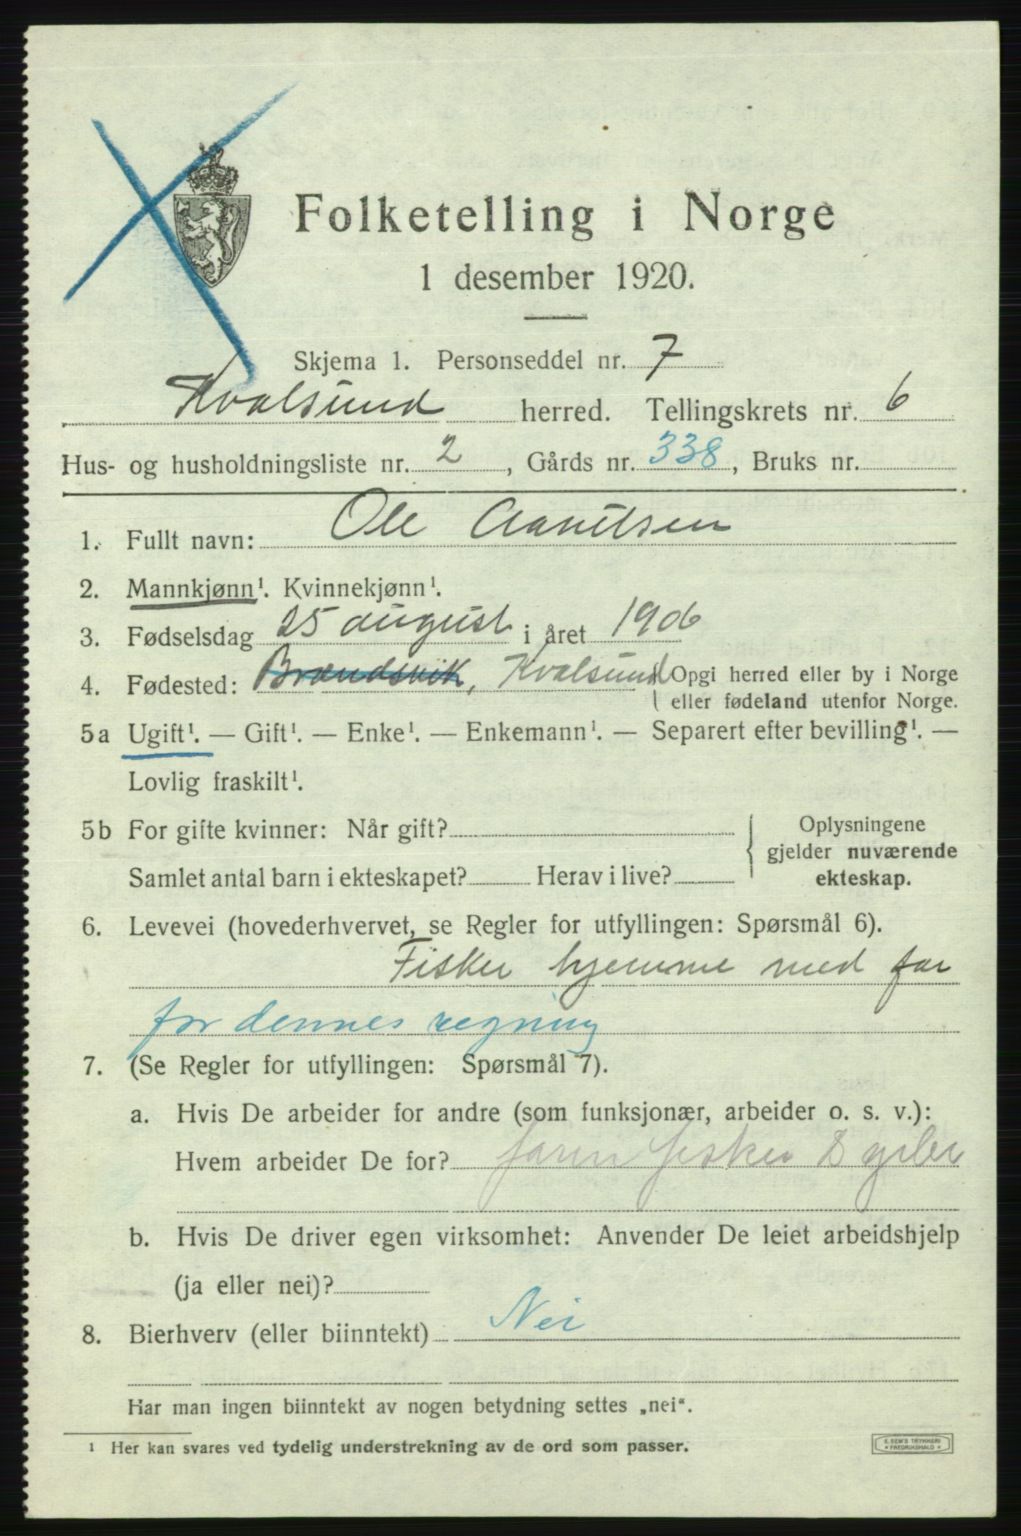 Folketelling i Norge
1 desember 1920.
Skjema 1. Personseddel nr. 7
Kvalsund herred. Tellingskrets nr. 6
Hus- og husholdningsliste nr. 2, Gårds nr. 338, Bruks nr.
1. Fullt navn: Ole
2. Mannkjønn¹. Kvinnekjønn¹.
3. Fødselsdag 25 august i året 1906
4. Fødested: Brændsvik, Kvalsund { Opgi herred eller by i Norge
eller fødeland utenfor Norge.
5a Ugift¹. — Gift¹. — Enke¹. — Enkemann¹. — Separert efter bevilling¹. —
Lovlig fraskilt¹.
5b For gifte kvinner: Når gift?
Samlet antal barn i ekteskapet? Herav i live?
{ Oplysningene
gjelder nuværende
ekteskap.
6. Levevei (hovederhvervet, se Regler for utfyllingen: Spørsmål 6).
Fisker hjemme med far
for dennes regning
7. (Se Regler for utfyllingen: Spørsmål 7).
a. Hvis De arbeider for andre (som funksjonær, arbeider o. s. v.):
Hvem arbeider De for? faren fisker
b. Hvis De driver egen virksomhet: Anvender De leiet arbeidshjelp
(ja eller nei)?
8. Bierhverv (eller biinntekt) Nei
Har man ingen biinntekt av nogen betydning settes „nei“.
¹ Her kan svares ved tydelig understrekning av de ord som passer.
E. SEM'S TRYKKERI
* FREDRIKSHALD *